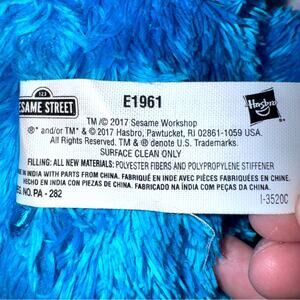 123
SESAME STREET
E1961
Hasbro
TM/© 2017 Sesame Workshop
®* and/or TM* & © 2017 Hasbro, Pawtucket, RI 02861-1059 USA.
All Rights Reserved. TM & ® denote U.S. Trademarks.
SURFACE CLEAN ONLY
FILLING: ALL NEW MATERIALS: POLYESTER FIBERS AND POLYPROPYLENE STIFFENER
IN INDIA WITH PARTS FROM CHINA. FABRIQUÉ EN INDE AVEC PIÈCES FABRIQUÉES EN CHINE.
HECHO EN INDIA CON PIEZAS DE CHINA. FABRICADO NA ÍNDIA COM PEÇAS DA CHINA.
NO. PA - 282
I-3520C